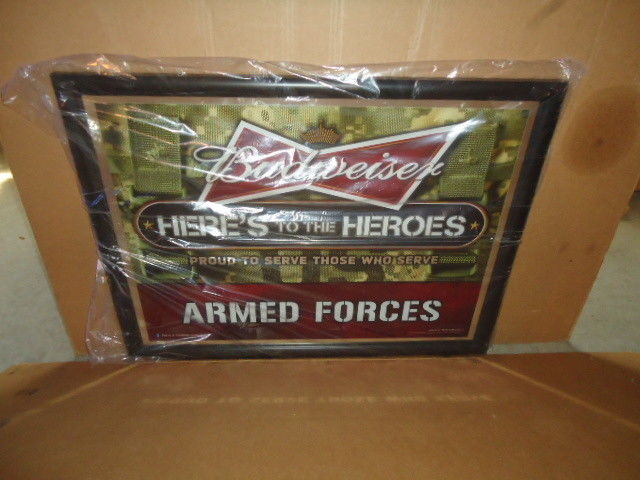 Budweiser
HERE'S TO THE HEROES
PROUD TO SERVE THOSE WHO SERVE
ARMED FORCES